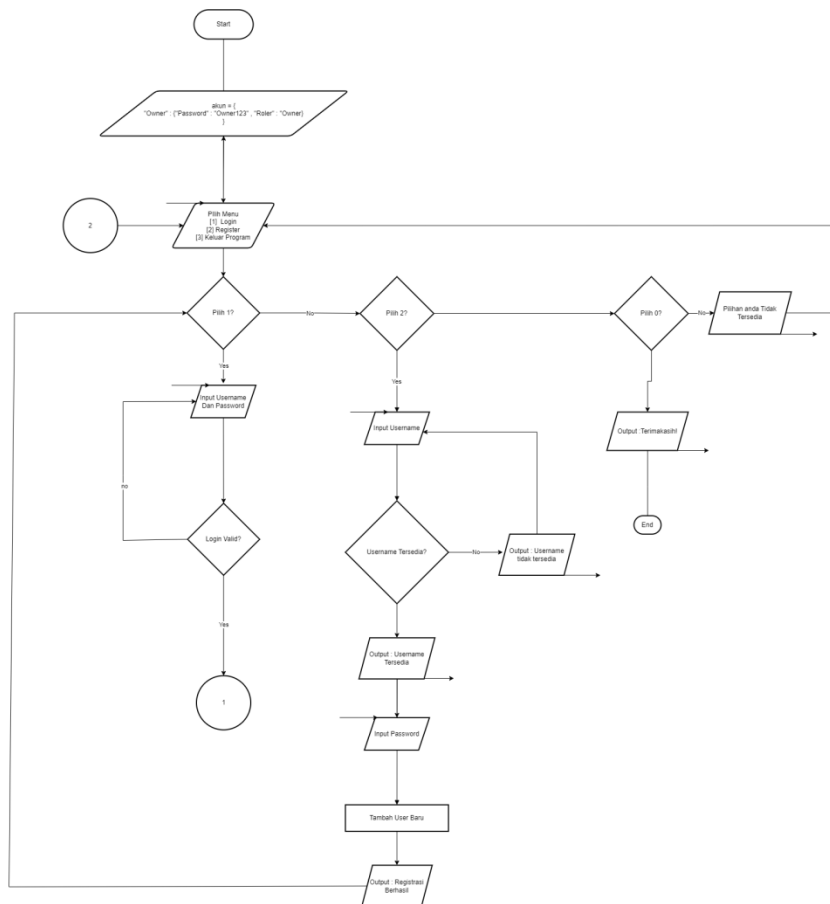 Start
akun = {
"Owner" : {"Password" : "Owner123" , "Roler" : "Owner}
}
2
Pilih Menu
[1] Login
[2] Register
[3] Keluar Program
Pilih 1?
No
Pilih 2?
Pilih 0?
No
Pilihan anda Tidak
Tersedia
Yes
Yes
Input Username
Dan Password
Input Username
Output :Terimakasih!
no
End
Login Valid?
Username Tersedia?
No
Output : Username
tidak tersedia
Yes
Output : Username
Tersedia
1
Input Password
Tambah User Baru
Output : Registrasi
Berhasil